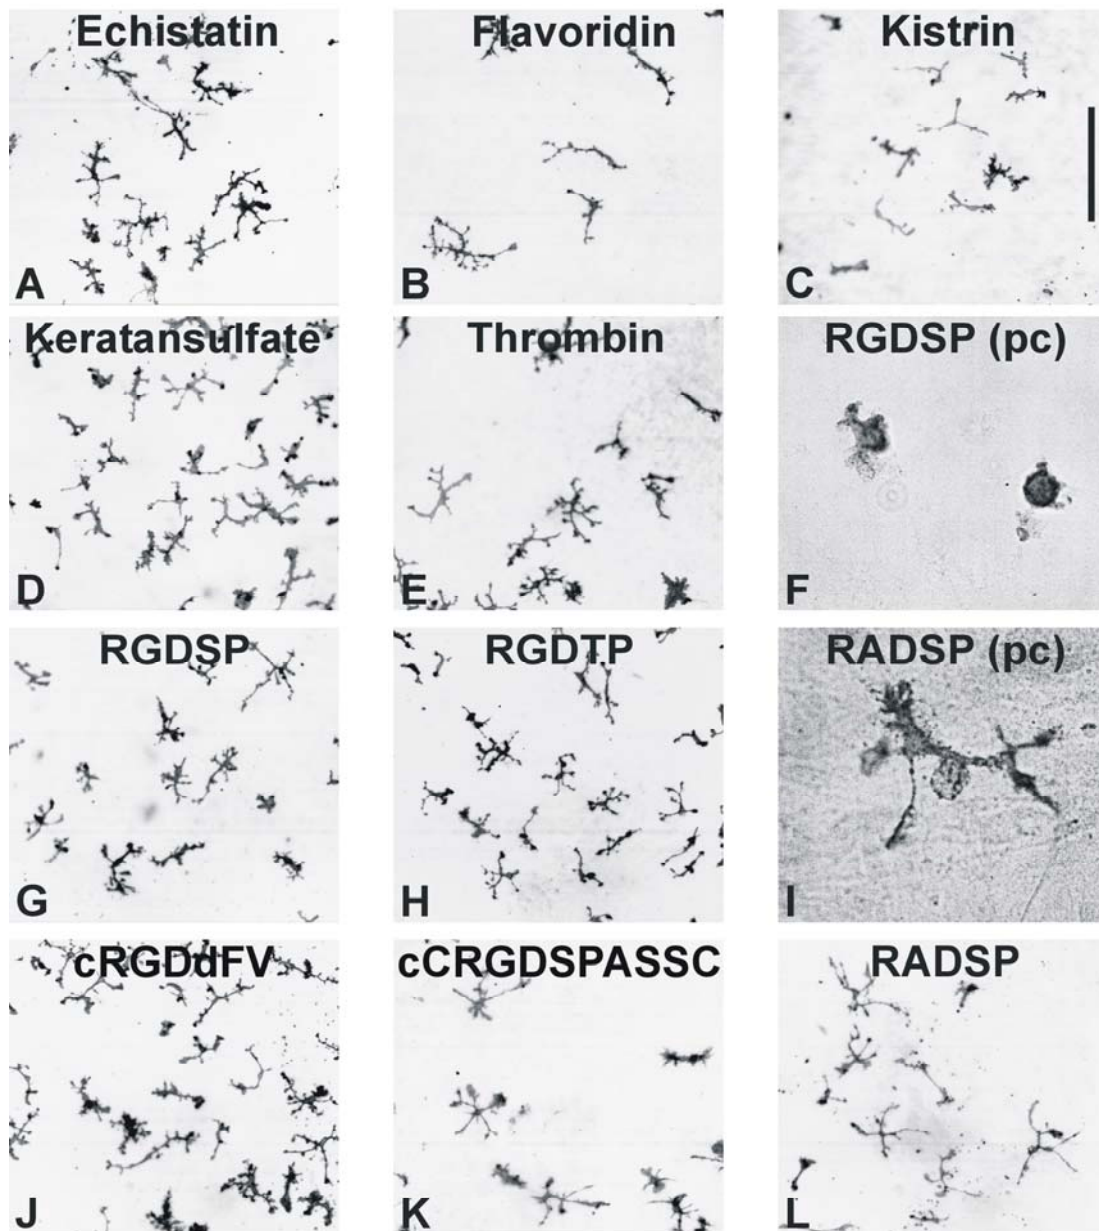 Echistatin
Flavoridin
Kistrin
A
B
C
Keratansulfate
Thrombin
RGDSP (pc)
D
E
F
RGDSP
RGDTP
RADSP (pc)
G
H
I
cRGDdFV
cCRGDSPASSC
RADSP
J
K
L